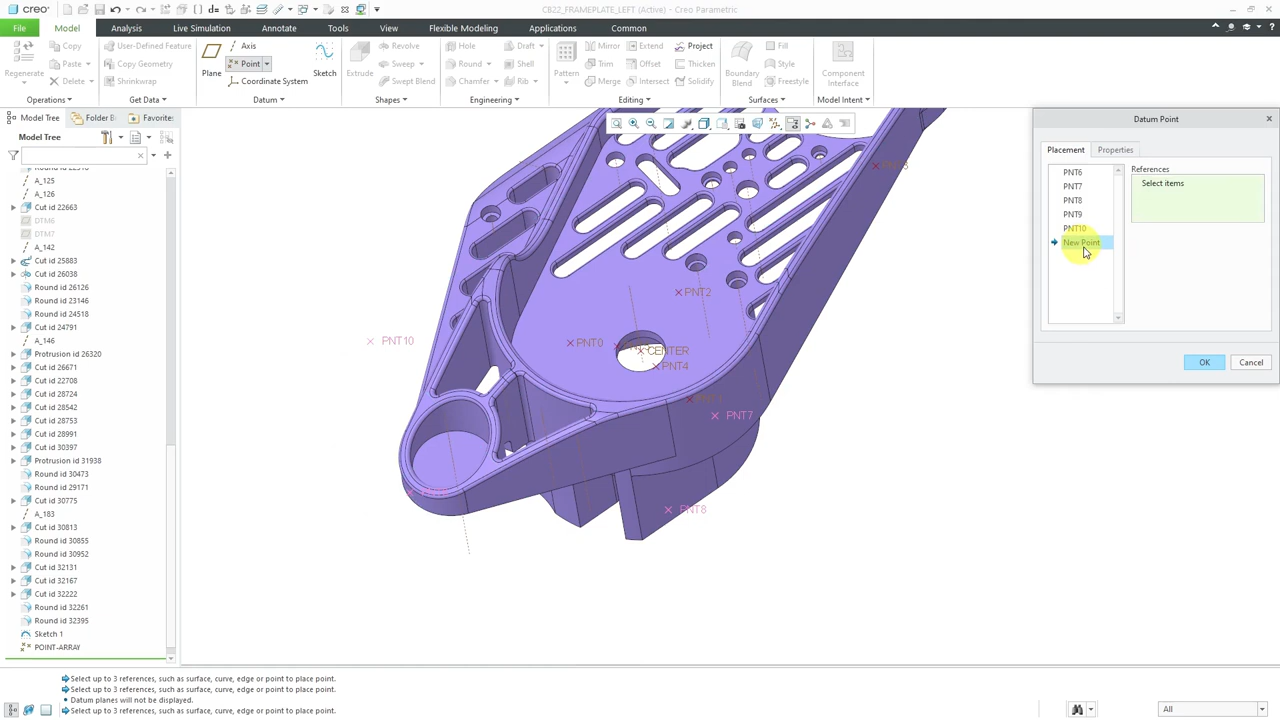 creo
CB22_FRAMEPLATE_LEFT (Active) - Creo Parametric
File Model Analysis Live Simulation Annotate Tools View Flexible Modeling Applications Common
Regenerate
Copy
Paste
Delete
Operations
User-Defined Feature
Copy Geometry
Shrinkwrap
Get Data
Plane
Axis
Point
Coordinate System
Sketch
Datum
Extrude
Revolve
Sweep
Swept Blend
Shapes
Hole
Round
Chamfer
Draft
Shell
Rib
Engineering
Pattern
Mirror
Trim
Merge
Extend
Offset
Intersect
Project
Thicken
Solidify
Editing
Boundary Blend
Fill
Style
Freestyle
Surfaces
Component Interface
Model Intent
Model Tree
Folder B
Favorite
Model Tree
A_125
A_126
Cut id 22663
DTM6
DTM7
A_142
Cut id 25883
Cut id 26038
Round id 26126
Round id 23146
Round id 24518
Cut id 24791
A_146
Protrusion id 26320
Cut id 26671
Cut id 22708
Cut id 28724
Cut id 28542
Cut id 28753
Cut id 28991
Cut id 30397
Protrusion id 31938
Round id 30473
Round id 29171
Cut id 30775
A_183
Cut id 30813
Round id 30855
Round id 30952
Cut id 32131
Cut id 32167
Cut id 32222
Round id 32261
Round id 32395
Sketch 1
POINT-ARRAY
PNT2
PNT10
PNT0
CENTER
PNT4
PNT7
PNT8
Datum Point
Placement Properties
PNT6
PNT7
PNT8
PNT9
PNT10
New Point
References
Select items
OK Cancel
Select up to 3 references, such as surface, curve, edge or point to place point.
Select up to 3 references, such as surface, curve, edge or point to place point.
Datum planes will not be displayed.
Select up to 3 references, such as surface, curve, edge or point to place point.
All